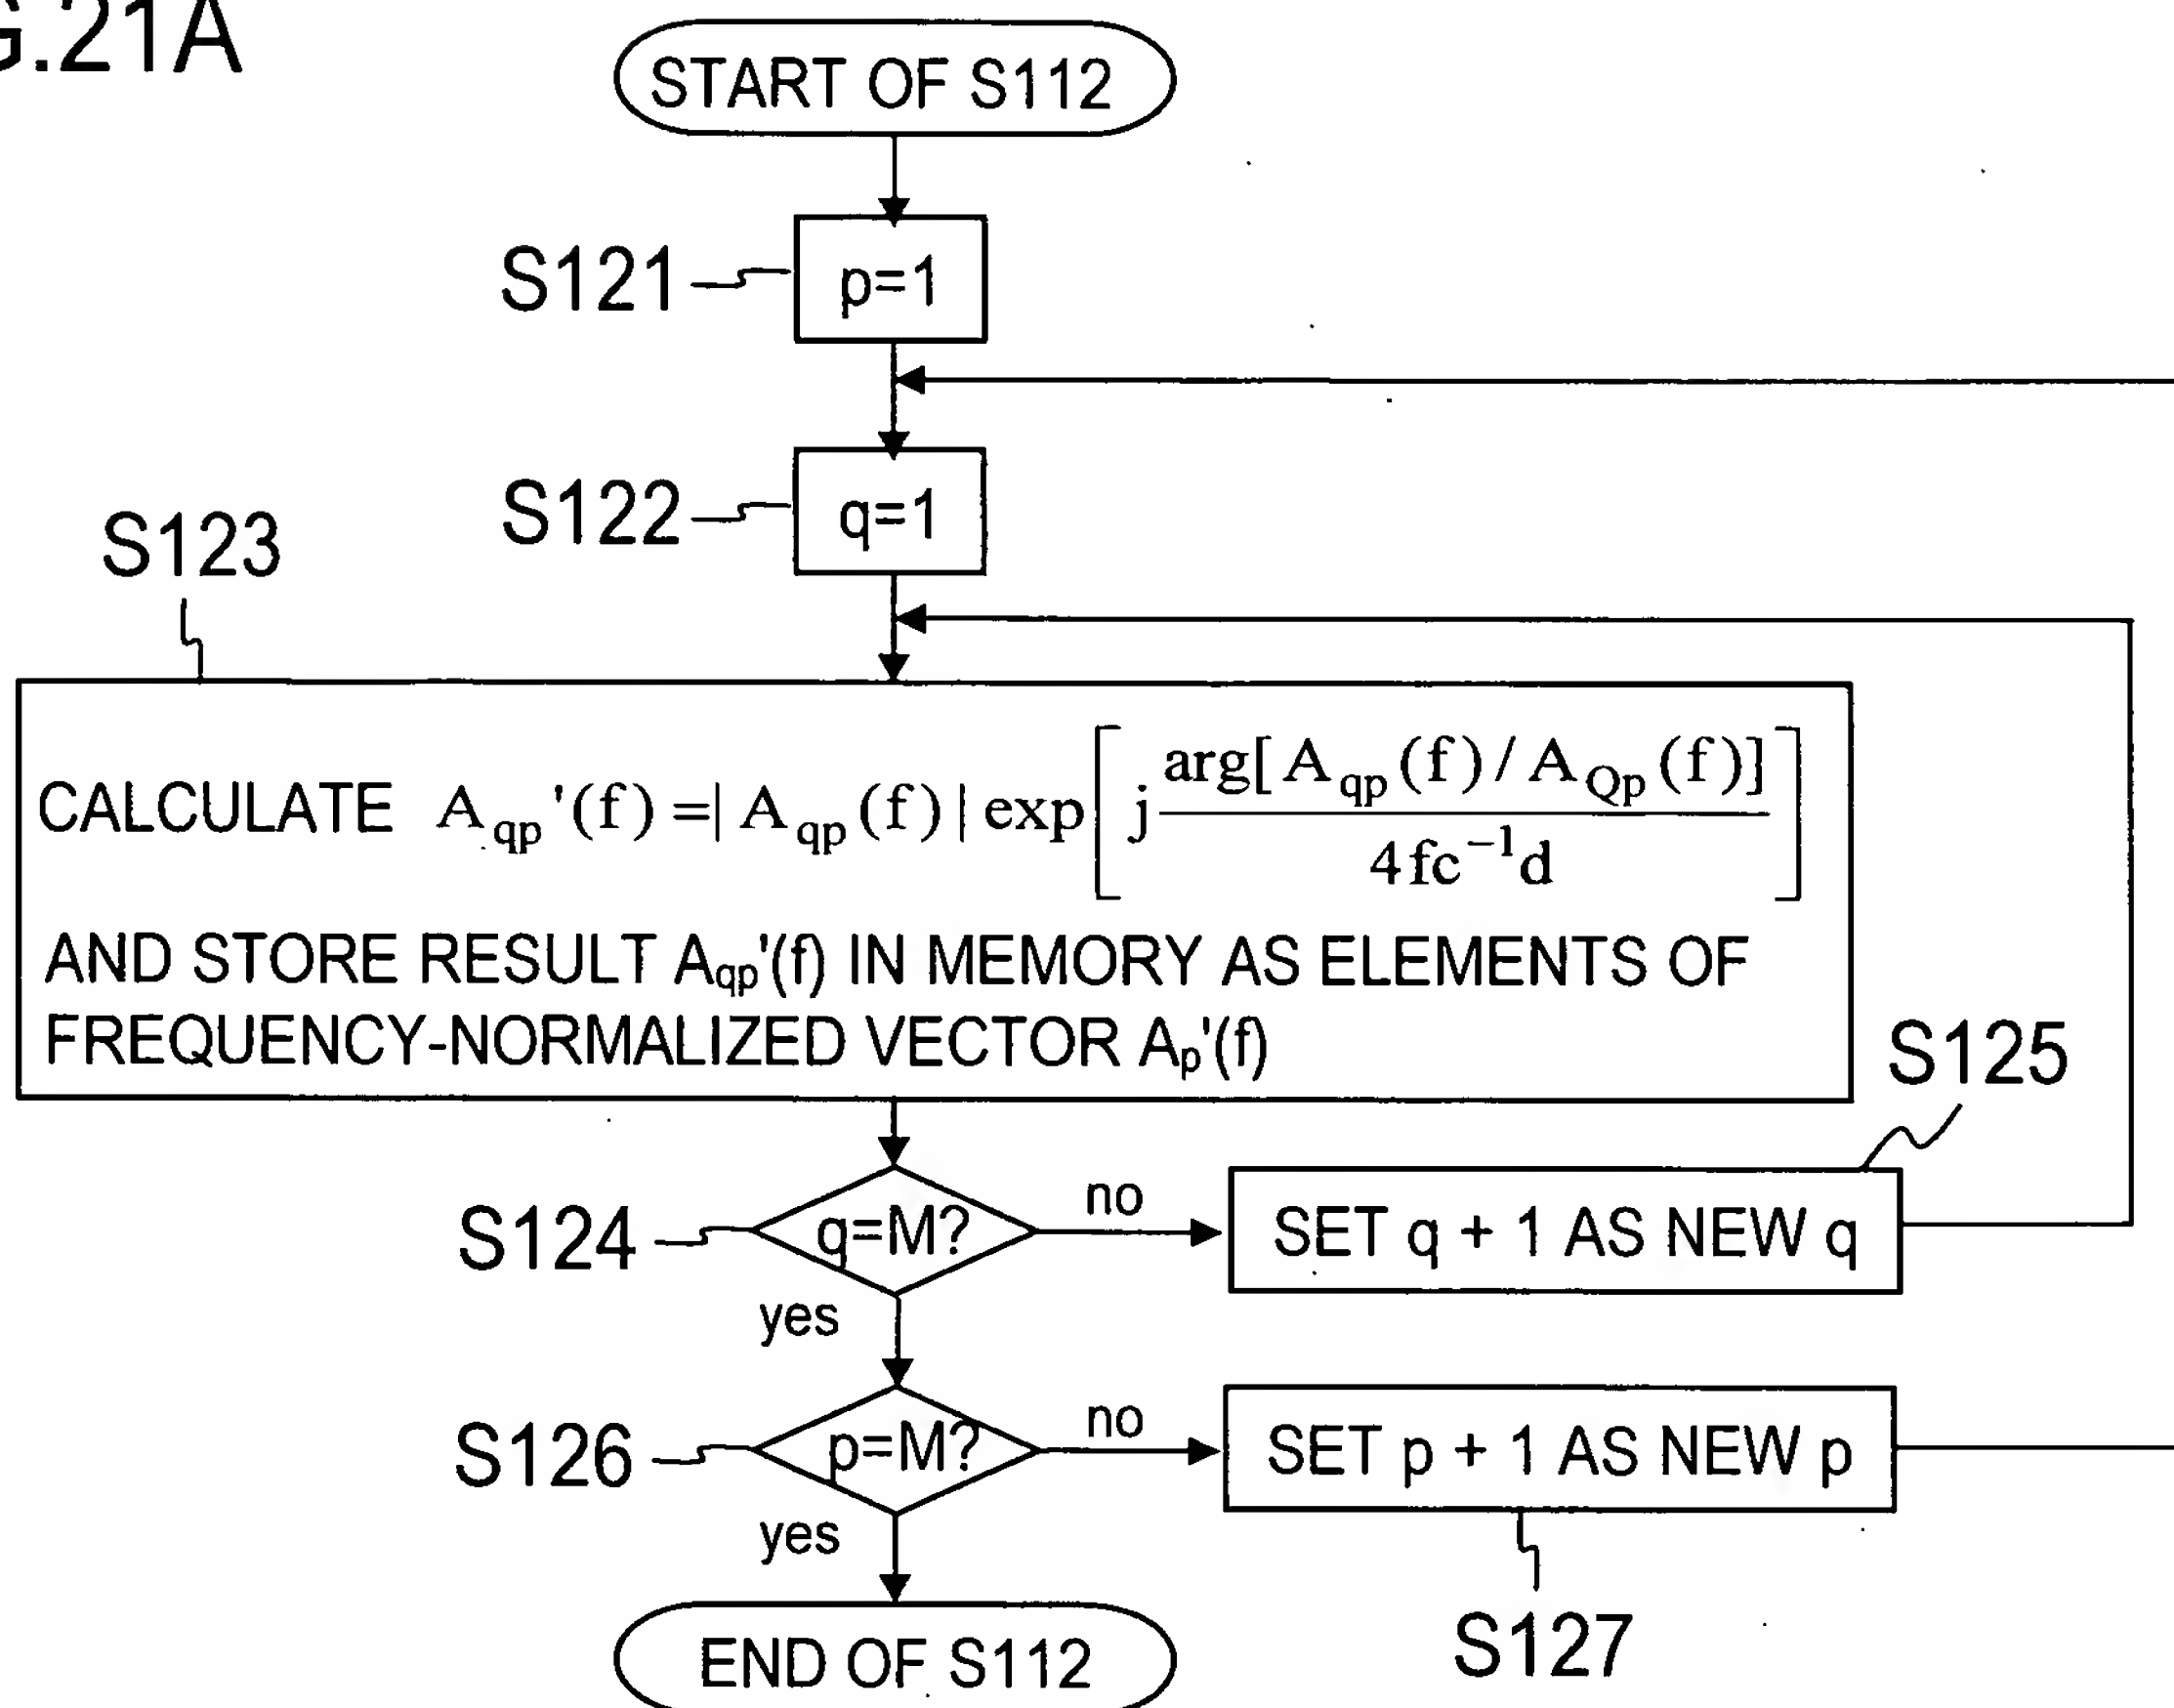 G.21A
START OF S112
S121
p=1
S122
q=1
S123
CALCULATE A_qp'(f)=|A_qp(f)|exp[j arg[A_qp(f)/A_Qp(f)] / 4fc⁻¹d]
AND STORE RESULT A_qp'(f) IN MEMORY AS ELEMENTS OF
FREQUENCY-NORMALIZED VECTOR A_p'(f)
S125
S124
q=M?
no
SET q + 1 AS NEW q
yes
S126
p=M?
no
SET p + 1 AS NEW p
yes
END OF S112
S127